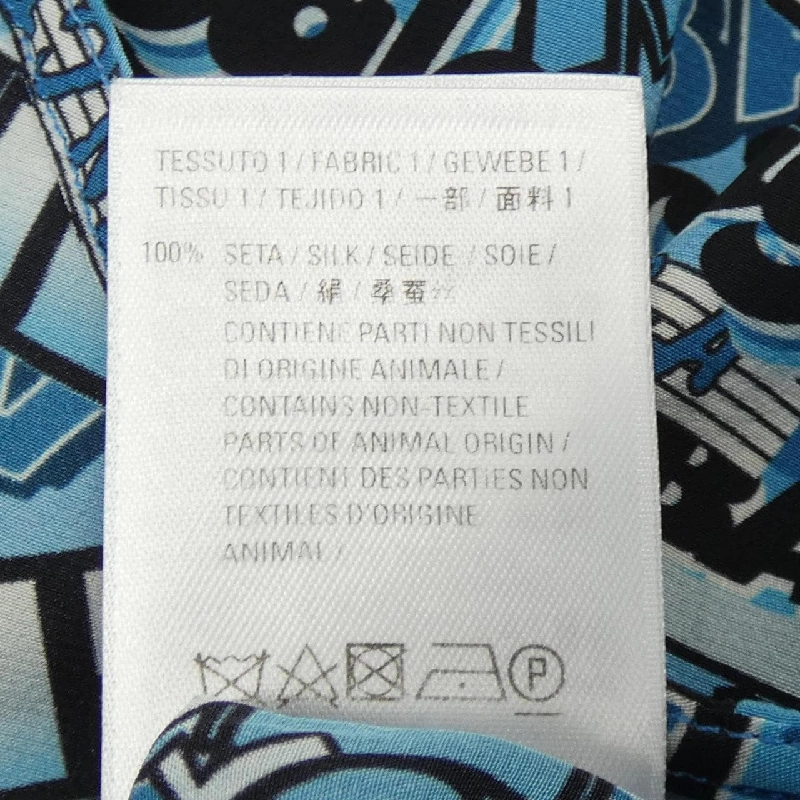 TESSUTO 1 / FABRIC 1 / GEWEBE 1 /
TISSU 1 / TEJIDO 1 / 一部 / 面料 1
100% SETA / SILK / SEIDE / SOIE /
SEDA / 絹 / 桑蚕丝
CONTIENE PARTI NON TESSILI
DI ORIGINE ANIMALE /
CONTAINS NON-TEXTILE
PARTS OF ANIMAL ORIGIN /
CONTIENT DES PARTIES NON
TEXTILES D'ORIGINE
ANIMAL /
P